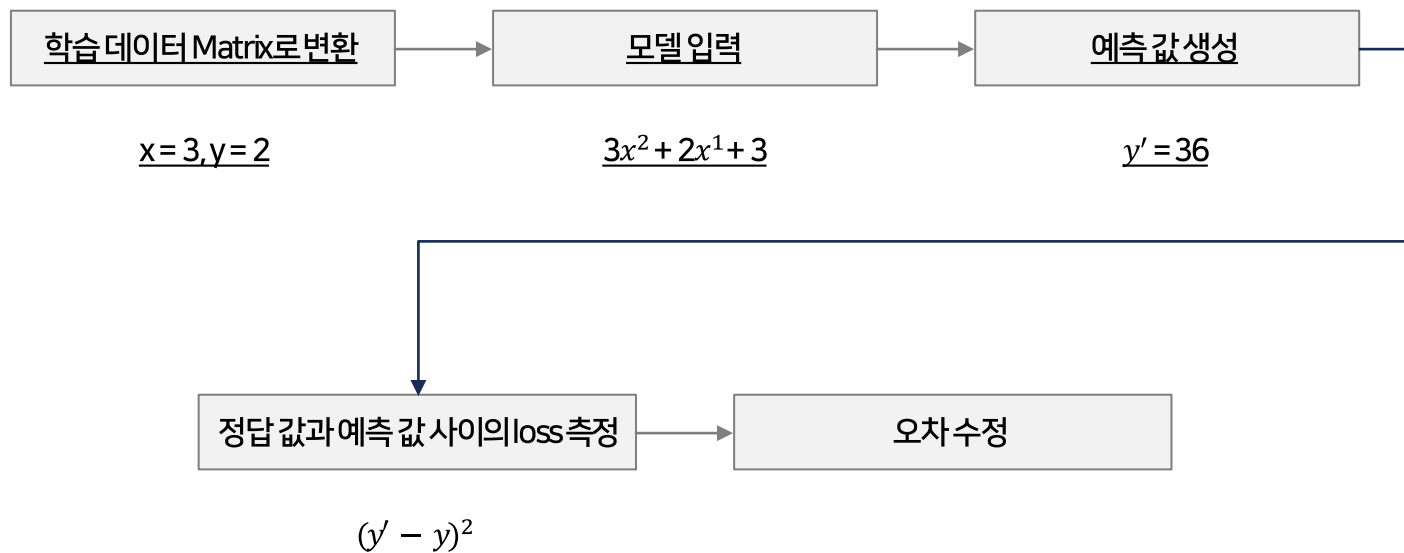 학습 데이터 Matrix로 변환
모델 입력
예측 값 생성
x = 3, y = 2
3x² + 2x¹ + 3
y′ = 36
정답 값과 예측 값 사이의 loss 측정
오차 수정
(y′ − y)²